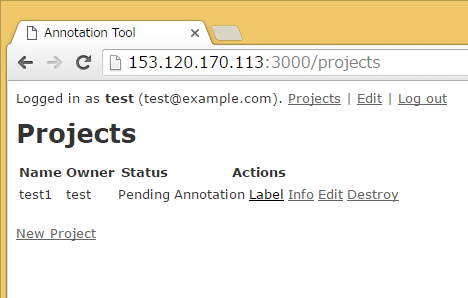 Annotation Tool
153.120.170.113:3000/projects
Logged in as test (test@example.com). Projects | Edit | Log out
Projects
Name Owner Status Actions
test1 test Pending Annotation Label Info Edit Destroy
New Project